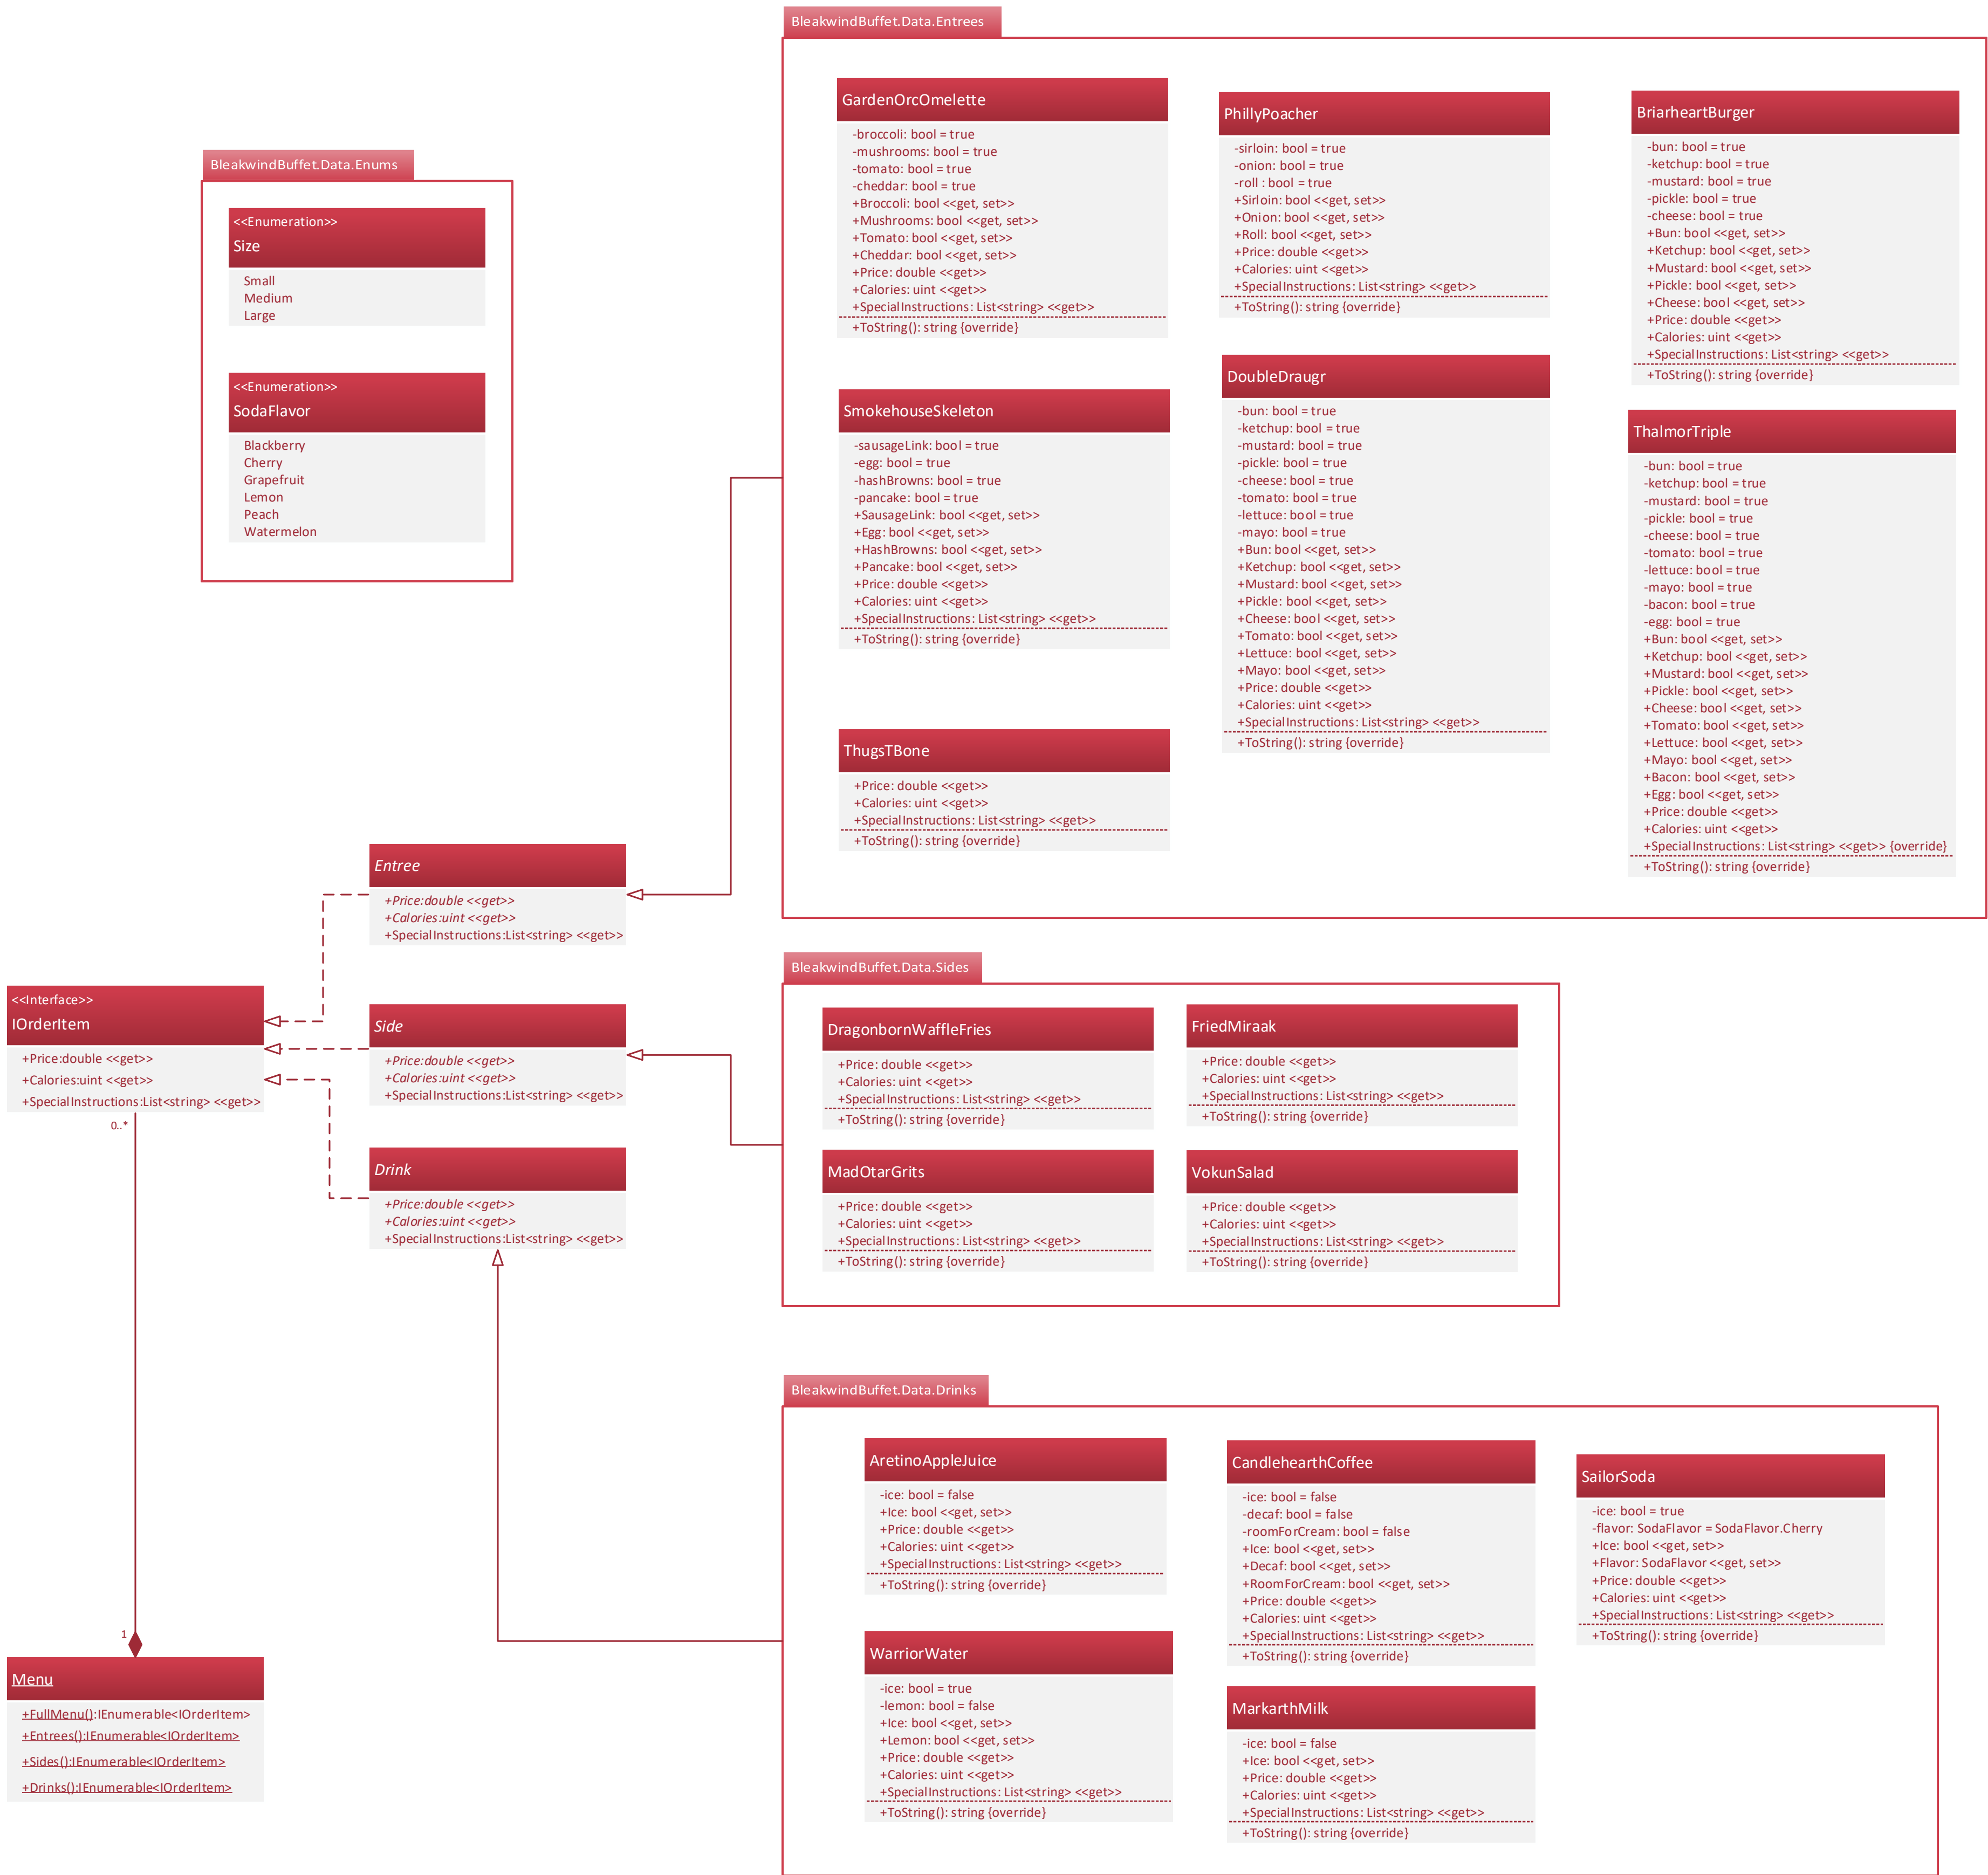 BleakwindBuffet.Data.Entrees
GardenOrcOmelette
-broccoli: bool = true
-mushrooms: bool = true
-tomato: bool = true
-cheddar: bool = true
+Broccoli: bool <<get, set>>
+Mushrooms: bool <<get, set>>
+Tomato: bool <<get, set>>
+Cheddar: bool <<get, set>>
+Price: double <<get>>
+Calories: uint <<get>>
+SpecialInstructions: List<string> <<get>>
+ToString(): string {override}
PhillyPoacher
-sirloin: bool = true
-onion: bool = true
-roll : bool = true
+Sirloin: bool <<get, set>>
+Onion: bool <<get, set>>
+Roll: bool <<get, set>>
+Price: double <<get>>
+Calories: uint <<get>>
+SpecialInstructions: List<string> <<get>>
+ToString(): string {override}
BriarheartBurger
-bun: bool = true
-ketchup: bool = true
-mustard: bool = true
-pickle: bool = true
-cheese: bool = true
+Bun: bool <<get, set>>
+Ketchup: bool <<get, set>>
+Mustard: bool <<get, set>>
+Pickle: bool <<get, set>>
+Cheese: bool <<get, set>>
+Price: double <<get>>
+Calories: uint <<get>>
+SpecialInstructions: List<string> <<get>>
+ToString(): string {override}
BleakwindBuffet.Data.Enums
<<Enumeration>>
Size
Small
Medium
Large
<<Enumeration>>
SodaFlavor
Blackberry
Cherry
Grapefruit
Lemon
Peach
Watermelon
SmokehouseSkeleton
-sausageLink: bool = true
-egg: bool = true
-hashBrowns: bool = true
-pancake: bool = true
+SausageLink: bool <<get, set>>
+Egg: bool <<get, set>>
+HashBrowns: bool <<get, set>>
+Pancake: bool <<get, set>>
+Price: double <<get>>
+Calories: uint <<get>>
+SpecialInstructions: List<string> <<get>>
+ToString(): string {override}
DoubleDraugr
-bun: bool = true
-ketchup: bool = true
-mustard: bool = true
-pickle: bool = true
-cheese: bool = true
-tomato: bool = true
-lettuce: bool = true
-mayo: bool = true
+Bun: bool <<get, set>>
+Ketchup: bool <<get, set>>
+Mustard: bool <<get, set>>
+Pickle: bool <<get, set>>
+Cheese: bool <<get, set>>
+Tomato: bool <<get, set>>
+Lettuce: bool <<get, set>>
+Mayo: bool <<get, set>>
+Price: double <<get>>
+Calories: uint <<get>>
+SpecialInstructions: List<string> <<get>>
+ToString(): string {override}
ThalmorTriple
-bun: bool = true
-ketchup: bool = true
-mustard: bool = true
-pickle: bool = true
-cheese: bool = true
-tomato: bool = true
-lettuce: bool = true
-mayo: bool = true
-bacon: bool = true
-egg: bool = true
+Bun: bool <<get, set>>
+Ketchup: bool <<get, set>>
+Mustard: bool <<get, set>>
+Pickle: bool <<get, set>>
+Cheese: bool <<get, set>>
+Tomato: bool <<get, set>>
+Lettuce: bool <<get, set>>
+Mayo: bool <<get, set>>
+Bacon: bool <<get, set>>
+Egg: bool <<get, set>>
+Price: double <<get>>
+Calories: uint <<get>>
+SpecialInstructions: List<string> <<get>> {override}
+ToString(): string {override}
ThugsTBone
+Price: double <<get>>
+Calories: uint <<get>>
+SpecialInstructions: List<string> <<get>>
+ToString(): string {override}
Entree
+Price:double <<get>>
+Calories:uint <<get>>
+SpecialInstructions:List<string> <<get>>
<<Interface>>
IOrderItem
+Price:double <<get>>
+Calories:uint <<get>>
+SpecialInstructions:List<string> <<get>>
0..*
Side
+Price:double <<get>>
+Calories:uint <<get>>
+SpecialInstructions:List<string> <<get>>
Drink
+Price:double <<get>>
+Calories:uint <<get>>
+SpecialInstructions:List<string> <<get>>
BleakwindBuffet.Data.Sides
DragonbornWaffleFries
+Price: double <<get>>
+Calories: uint <<get>>
+SpecialInstructions: List<string> <<get>>
+ToString(): string {override}
FriedMiraak
+Price: double <<get>>
+Calories: uint <<get>>
+SpecialInstructions: List<string> <<get>>
+ToString(): string {override}
MadOtarGrits
+Price: double <<get>>
+Calories: uint <<get>>
+SpecialInstructions: List<string> <<get>>
+ToString(): string {override}
VokunSalad
+Price: double <<get>>
+Calories: uint <<get>>
+SpecialInstructions: List<string> <<get>>
+ToString(): string {override}
BleakwindBuffet.Data.Drinks
AretinoAppleJuice
-ice: bool = false
+Ice: bool <<get, set>>
+Price: double <<get>>
+Calories: uint <<get>>
+SpecialInstructions: List<string> <<get>>
+ToString(): string {override}
CandlehearthCoffee
-ice: bool = false
-decaf: bool = false
-roomForCream: bool = false
+Ice: bool <<get, set>>
+Decaf: bool <<get, set>>
+RoomForCream: bool <<get, set>>
+Price: double <<get>>
+Calories: uint <<get>>
+SpecialInstructions: List<string> <<get>>
+ToString(): string {override}
SailorSoda
-ice: bool = true
-flavor: SodaFlavor = SodaFlavor.Cherry
+Ice: bool <<get, set>>
+Flavor: SodaFlavor <<get, set>>
+Price: double <<get>>
+Calories: uint <<get>>
+SpecialInstructions: List<string> <<get>>
+ToString(): string {override}
WarriorWater
-ice: bool = true
-lemon: bool = false
+Ice: bool <<get, set>>
+Lemon: bool <<get, set>>
+Price: double <<get>>
+Calories: uint <<get>>
+SpecialInstructions: List<string> <<get>>
+ToString(): string {override}
MarkarthMilk
-ice: bool = false
+Ice: bool <<get, set>>
+Price: double <<get>>
+Calories: uint <<get>>
+SpecialInstructions: List<string> <<get>>
+ToString(): string {override}
1
Menu
+FullMenu():IEnumerable<IOrderItem>
+Entrees():IEnumerable<IOrderItem>
+Sides():IEnumerable<IOrderItem>
+Drinks():IEnumerable<IOrderItem>